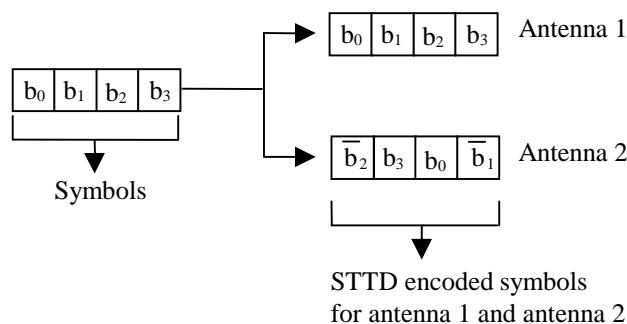 b₀ b₁ b₂ b₃ Antenna 1
b₀ b₁ b₂ b₃
b̅₂ b₃ b₀ b̅₁ Antenna 2
Symbols
STTD encoded symbols
for antenna 1 and antenna 2